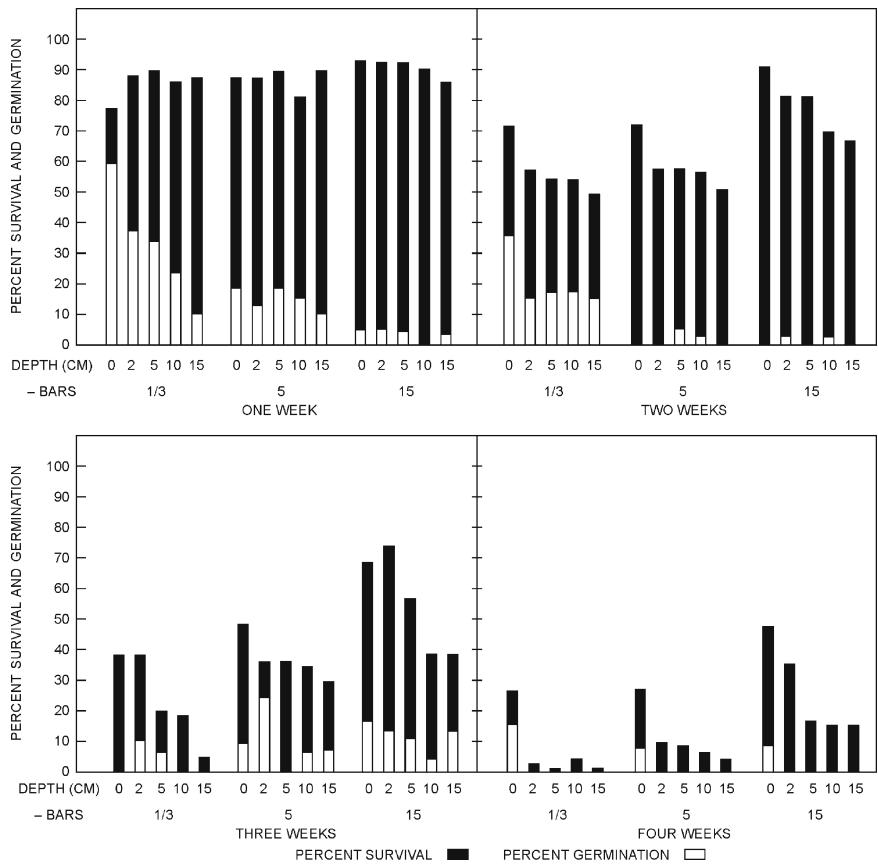 PERCENT SURVIVAL AND GERMINATION
100
90
80
70
60
50
40
30
20
10
0
DEPTH (CM) 0 2 5 10 15 0 2 5 10 15 0 2 5 10 15 0 2 5 10 15 0 2 5 10 15 0 2 5 10 15
– BARS 1/3 5 15 1/3 5 15
ONE WEEK TWO WEEKS
PERCENT SURVIVAL AND GERMINATION
100
90
80
70
60
50
40
30
20
10
0
DEPTH (CM) 0 2 5 10 15 0 2 5 10 15 0 2 5 10 15 0 2 5 10 15 0 2 5 10 15 0 2 5 10 15
– BARS 1/3 5 15 1/3 5 15
THREE WEEKS FOUR WEEKS
PERCENT SURVIVAL PERCENT GERMINATION